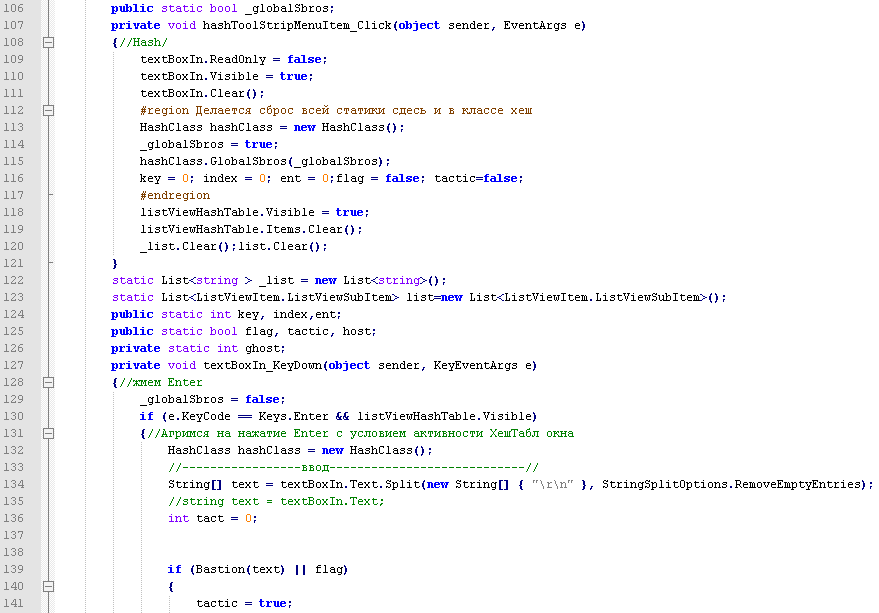 106 public static bool _globalSbros;
107 private void hashToolStripMenuItem_Click(object sender, EventArgs e)
108 {//Hash/
109 textBoxIn.ReadOnly = false;
110 textBoxIn.Visible = true;
111 textBoxIn.Clear();
112 #region Делается сброс всей статики сдесь и в классе хеш
113 HashClass hashClass = new HashClass();
114 _globalSbros = true;
115 hashClass.GlobalSbros(_globalSbros);
116 key = 0; index = 0; ent = 0;flag = false; tactic=false;
117 #endregion
118 listViewHashTable.Visible = true;
119 listViewHashTable.Items.Clear();
120 _list.Clear();list.Clear();
121 }
122 static List<string > _list = new List<string>();
123 static List<ListViewItem.ListViewSubItem> list=new List<ListViewItem.ListViewSubItem>();
124 public static int key, index,ent;
125 public static bool flag, tactic, host;
126 private static int ghost;
127 private void textBoxIn_KeyDown(object sender, KeyEventArgs e)
128 {//жмем Enter
129 _globalSbros = false;
130 if (e.KeyCode == Keys.Enter && listViewHashTable.Visible)
131 {//Агримся на нажатие Enter с условием активности ХешТабл окна
132 HashClass hashClass = new HashClass();
133 //-----------------ввод----------------------------//
134 String[] text = textBoxIn.Text.Split(new String[] { "\r\n" }, StringSplitOptions.RemoveEmptyEntries);
135 //string text = textBoxIn.Text;
136 int tact = 0;
137
138
139 if (Bastion(text) || flag)
140 {
141 tactic = true;